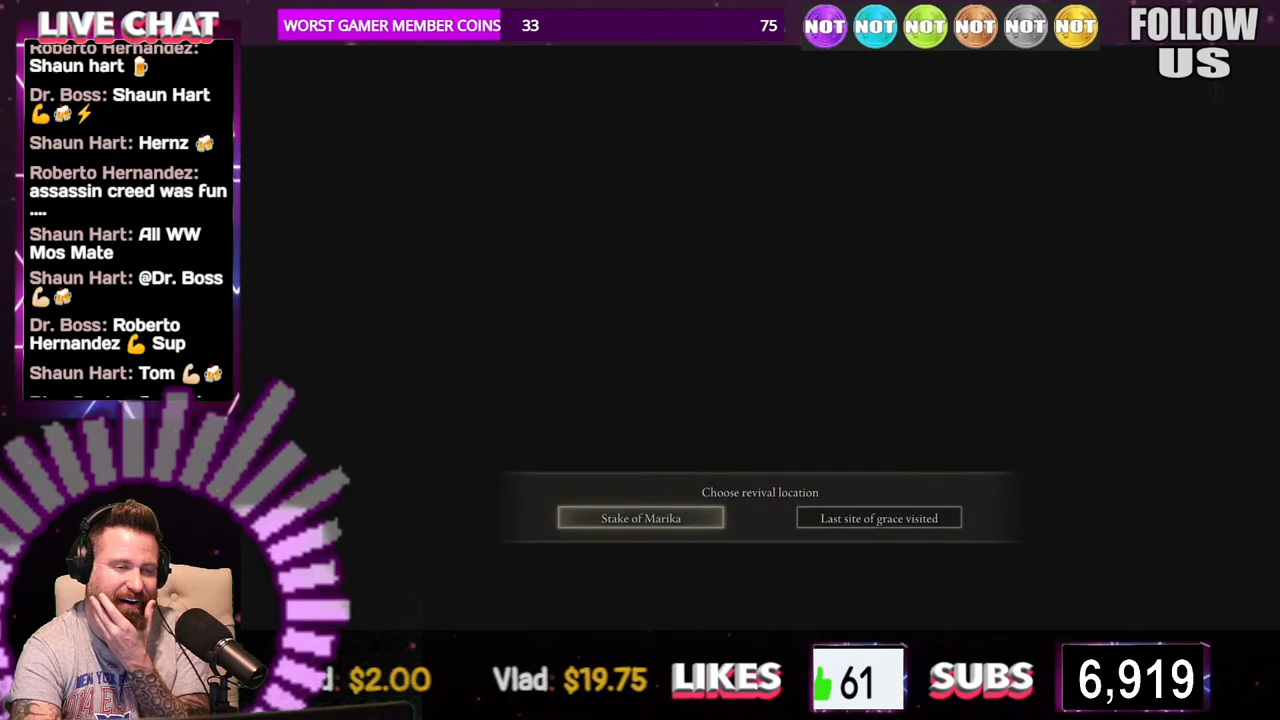 LIVE CHAT
WORST GAMER MEMBER COINS 33 75
NOT NOT NOT NOT NOT NOT
FOLLOW
US
Roberto Hernandez:
Shaun hart 🍺
Dr. Boss: Shaun Hart
💪🍻⚡
Shaun Hart: Hernz 🍻
Roberto Hernandez:
assassin creed was fun
....
Shaun Hart: All WW
Mos Mate
Shaun Hart: @Dr. Boss
💪🏼🍻
Dr. Boss: Roberto
Hernandez 💪 Sup
Shaun Hart: Tom 💪🏼🍻
Choose revival location
Stake of Marika
Last site of grace visited
NEW YORK
$2.00
Vlad: $19.75
LIKES
61
SUBS
6,919